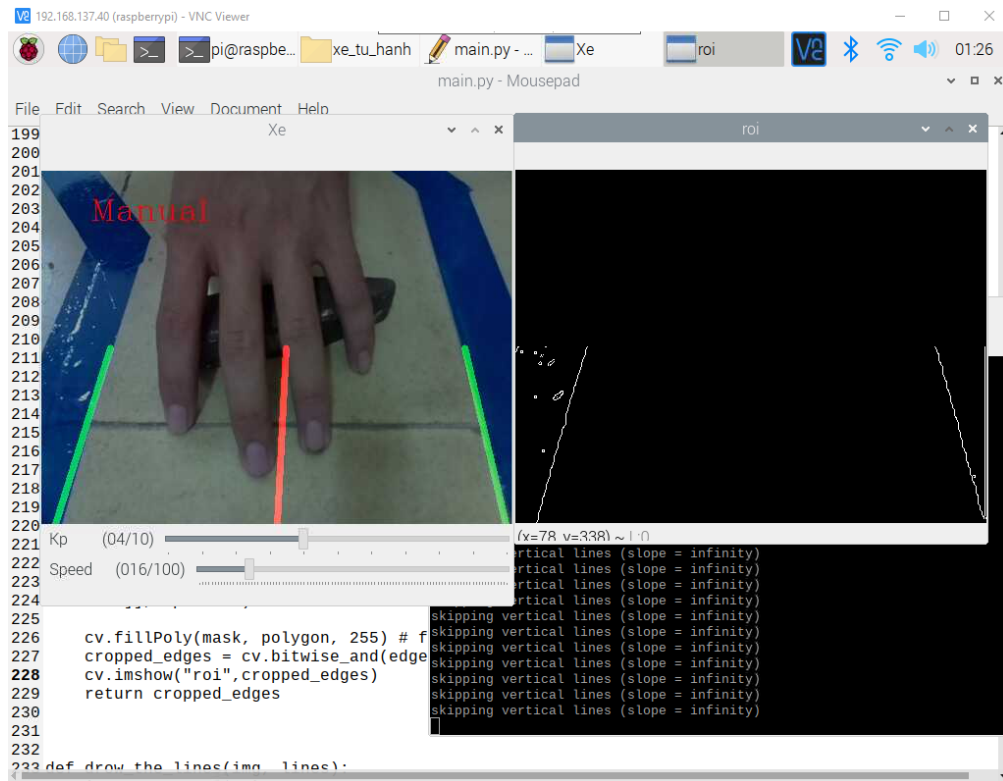 192.168.137.40 (raspberrypi) - VNC Viewer
pi@raspbe... xe_tu_hanh main.py - ... Xe roi 01:26
main.py - Mousepad
File Edit Search View Document Help
Xe
roi
199
200
201
202
203
204
205
206
207
208
209
210
211
212
213
214
215
216
217
218
219
220
221
222
223
224
225
226 cv.fillPoly(mask, polygon, 255) # f
227 cropped_edges = cv.bitwise_and(edge
228 cv.imshow("roi",cropped_edges)
229 return cropped_edges
230
231
232
233 def drow_the_lines(img, lines):
Manual
Kp (04/10)
Speed (016/100)
(x=78, y=338) ~ L:0
ertical lines (slope = infinity)
ertical lines (slope = infinity)
ertical lines (slope = infinity)
ertical lines (slope = infinity)
skipping vertical lines (slope = infinity)
skipping vertical lines (slope = infinity)
skipping vertical lines (slope = infinity)
skipping vertical lines (slope = infinity)
skipping vertical lines (slope = infinity)
skipping vertical lines (slope = infinity)
skipping vertical lines (slope = infinity)